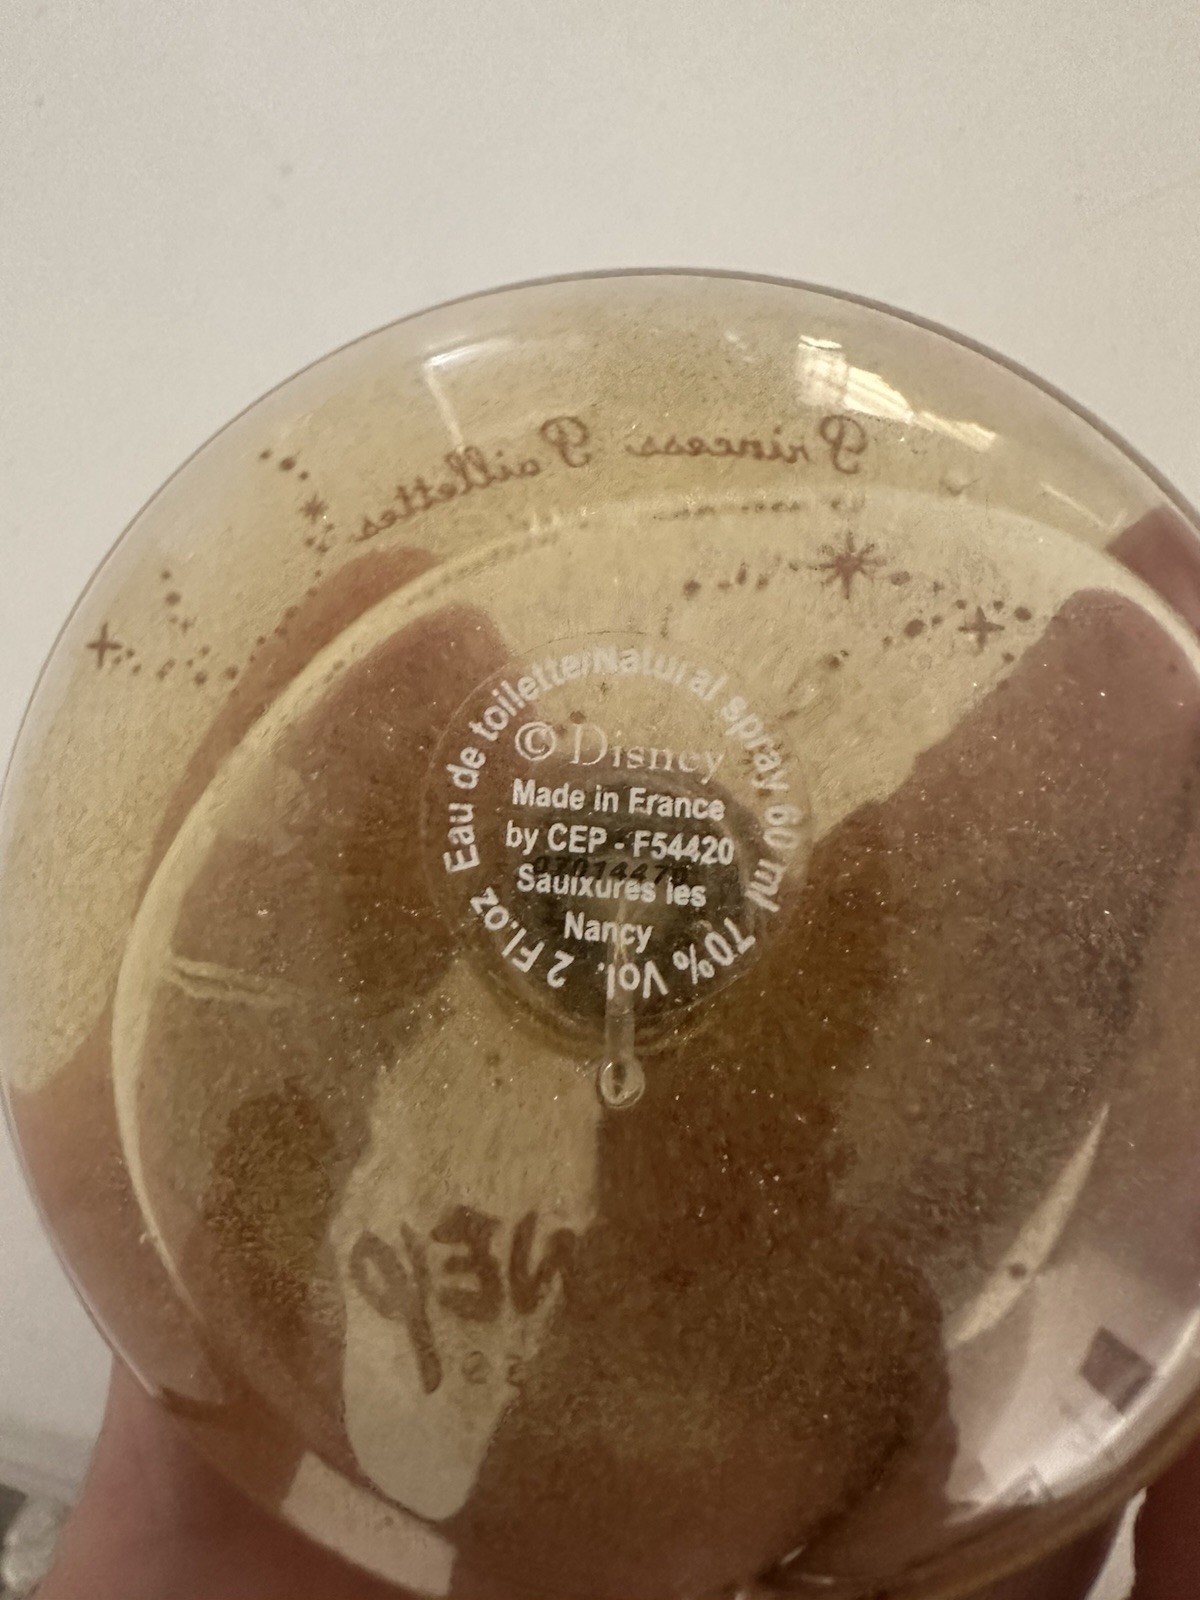 Princess Paillettes
Eau de toilette/Natural spray 60 ml 70% Vol. 2 Fl.oz
© Disney
Made in France
by CEP - F54420
Saulxures les
Nancy